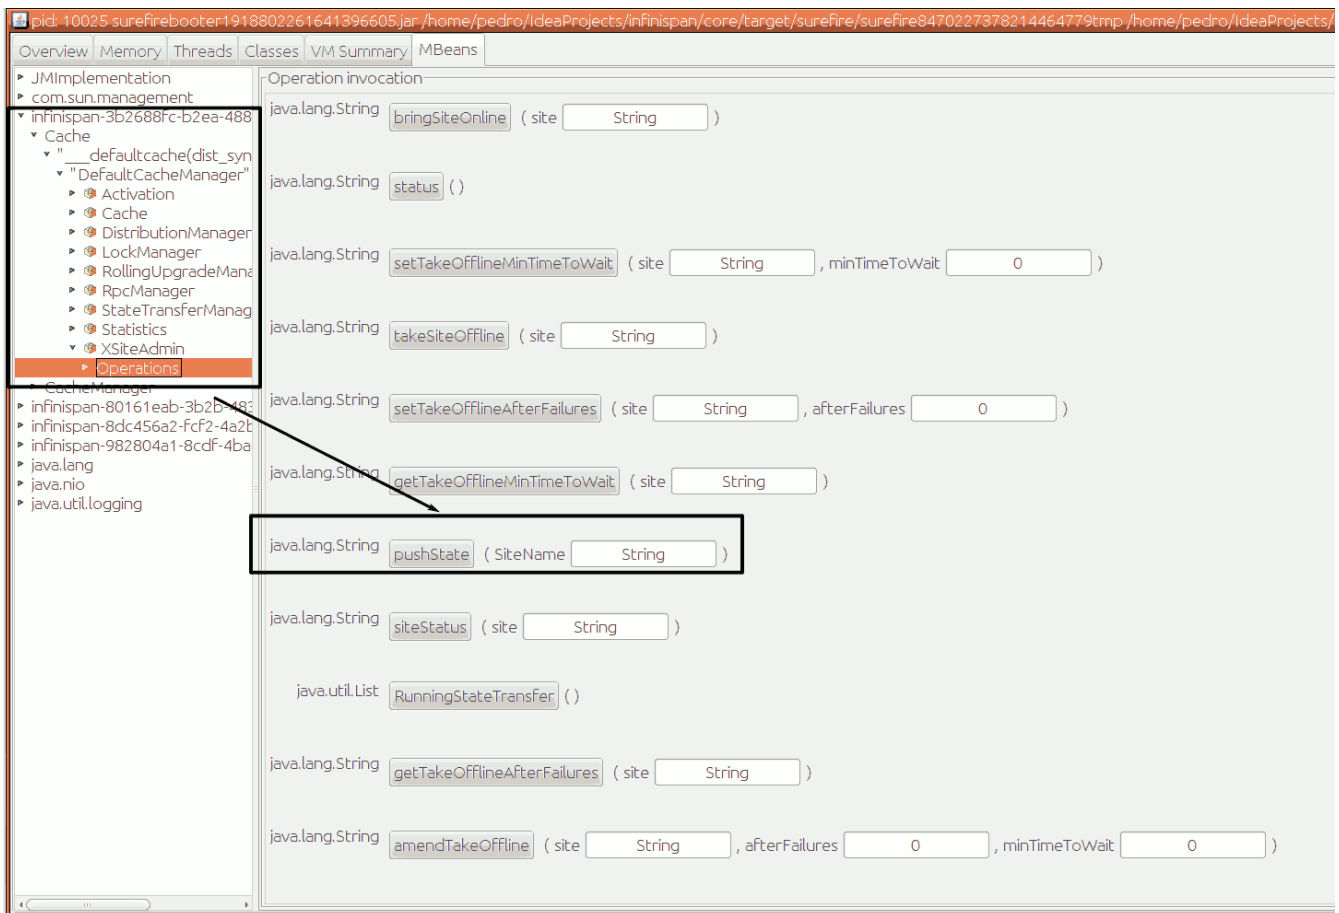 pid: 10025 surefirebooter1918802261641396605.jar /home/pedro/IdeaProjects/infinispan/core/target/surefire/surefire8470227378214464779tmp /home/pedro/IdeaProjects/
Overview Memory Threads Classes VM Summary MBeans
JMImplementation
com.sun.management
infinispan-3b2688fc-b2ea-488
Cache
"___defaultcache(dist_syn
"DefaultCacheManager"
Activation
Cache
DistributionManager
LockManager
RollingUpgradeMana
RpcManager
StateTransferManag
Statistics
XSiteAdmin
Operations
CacheManager
infinispan-80161eab-3b2b-483
infinispan-8dc456a2-fcf2-4a2b
infinispan-982804a1-8cdf-4ba
java.lang
java.nio
java.util.logging
Operation invocation
java.lang.String bringSiteOnline ( site String )
java.lang.String status ( )
java.lang.String setTakeOfflineMinTimeToWait ( site String , minTimeToWait 0 )
java.lang.String takeSiteOffline ( site String )
java.lang.String setTakeOfflineAfterFailures ( site String , afterFailures 0 )
java.lang.String getTakeOfflineMinTimeToWait ( site String )
java.lang.String pushState ( SiteName String )
java.lang.String siteStatus ( site String )
java.util.List RunningStateTransfer ( )
java.lang.String getTakeOfflineAfterFailures ( site String )
java.lang.String amendTakeOffline ( site String , afterFailures 0 , minTimeToWait 0 )